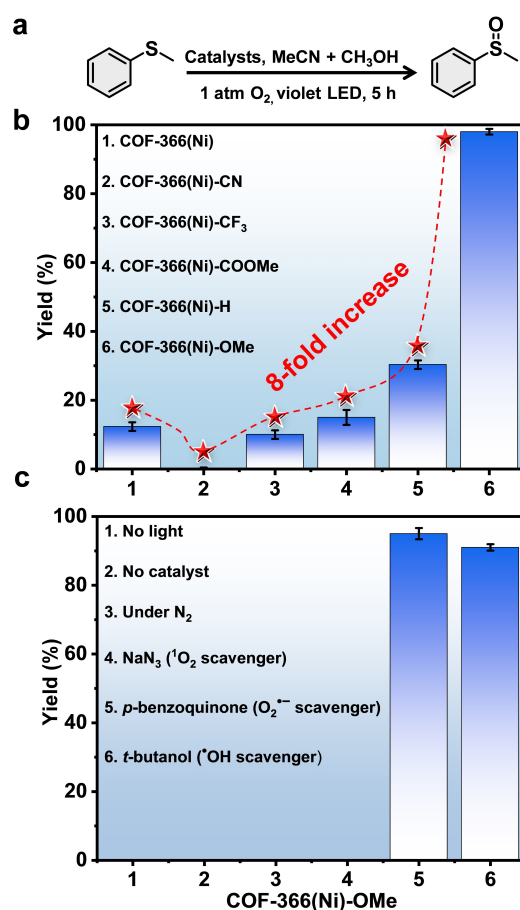 a
S
Catalysts, MeCN + CH₃OH
1 atm O₂, violet LED, 5 h
O
S
b
Yield (%)
100
80
60
40
20
0
1. COF-366(Ni)
2. COF-366(Ni)-CN
3. COF-366(Ni)-CF₃
4. COF-366(Ni)-COOMe
5. COF-366(Ni)-H
6. COF-366(Ni)-OMe
8-fold increase
1 2 3 4 5 6
c
Yield (%)
100
80
60
40
20
0
1. No light
2. No catalyst
3. Under N₂
4. NaN₃ (¹O₂ scavenger)
5. p-benzoquinone (O₂•− scavenger)
6. t-butanol (•OH scavenger)
1 2 3 4 5 6
COF-366(Ni)-OMe